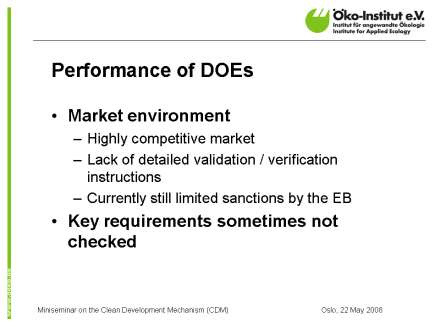 Öko-Institut e.V.
Institut für angewandte Ökologie
Institute for Applied Ecology
Performance of DOEs
• Market environment
– Highly competitive market
– Lack of detailed validation / verification
instructions
– Currently still limited sanctions by the EB
• Key requirements sometimes not
checked
www.oeko.de
Miniseminar on the Clean Development Mechanism (CDM)
Oslo, 22 May 2008